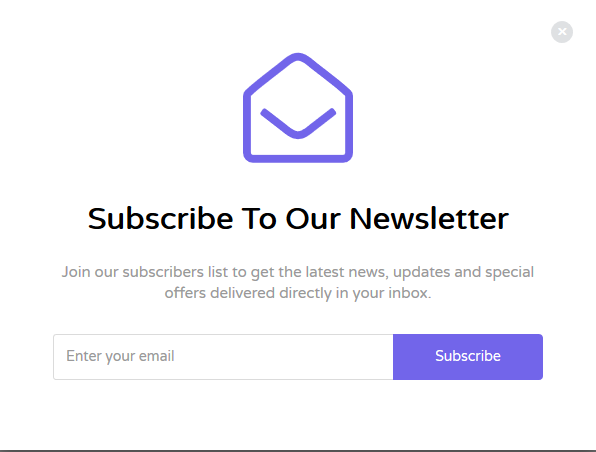 Subscribe To Our Newsletter
Join our subscribers list to get the latest news, updates and special
offers delivered directly in your inbox.
Enter your email
Subscribe